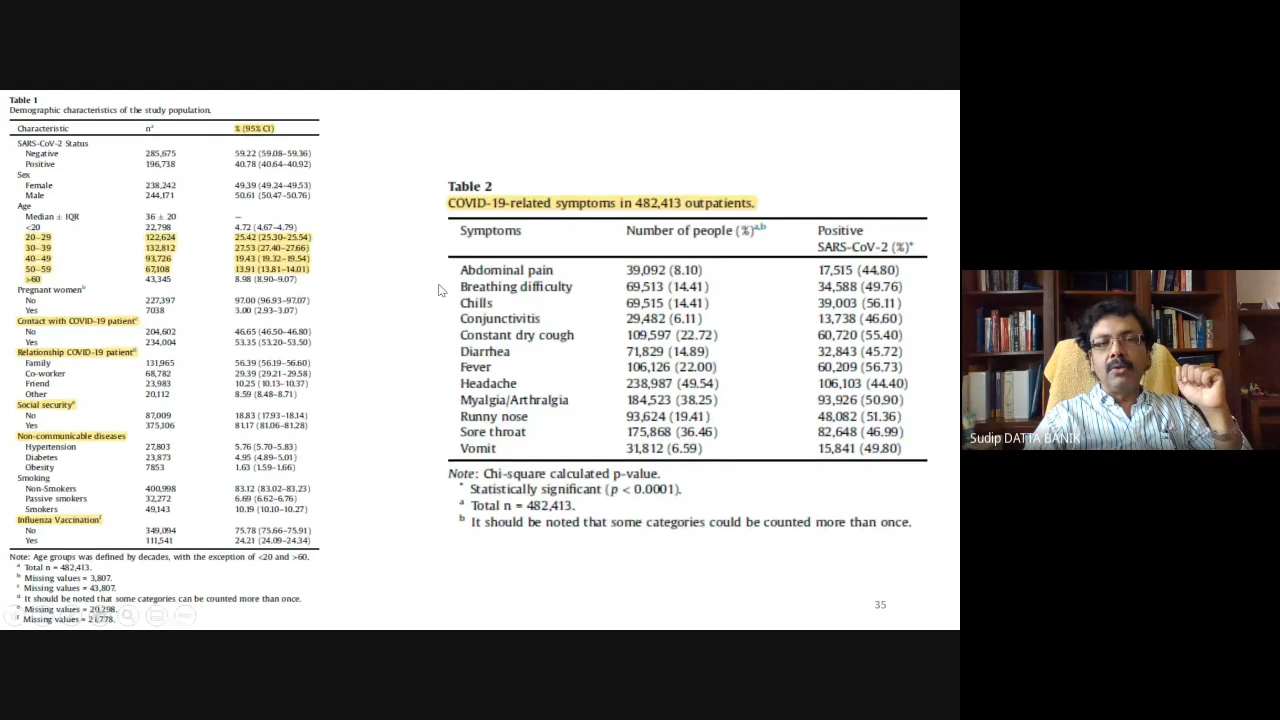 Table 1
Demographic characteristics of the study population.
Characteristic nᵃ % (95% CI)
SARS-CoV-2 Status
Negative 285,675 59.22 (59.08–59.36)
Positive 196,738 40.78 (40.64–40.92)
Sex
Female 238,242 49.39 (49.24–49.53)
Male 244,171 50.61 (50.47–50.76)
Age
Median ± IQR 36 ± 20 –
<20 22,798 4.72 (4.67–4.79)
20–29 122,624 25.42 (25.30–25.54)
30–39 132,812 27.53 (27.40–27.66)
40–49 93,726 19.43 (19.32–19.54)
50–59 67,108 13.91 (13.81–14.01)
>60 43,345 8.98 (8.90–9.07)
Pregnant womenᵇ
No 227,397 97.00 (96.93–97.07)
Yes 7038 3.00 (2.93–3.07)
Contact with COVID-19 patientᶜ
No 204,602 46.65 (46.50–46.80)
Yes 234,004 53.35 (53.20–53.50)
Relationship COVID-19 patientᵈ
Family 131,965 56.39 (56.19–56.60)
Co-worker 68,782 29.39 (29.21–29.58)
Friend 23,983 10.25 (10.13–10.37)
Other 20,112 8.59 (8.48–8.71)
Social securityᵉ
No 87,009 18.83 (17.93–18.14)
Yes 375,106 81.17 (81.06–81.28)
Non-communicable diseases
Hypertension 27,803 5.76 (5.70–5.83)
Diabetes 23,873 4.95 (4.89–5.01)
Obesity 7853 1.63 (1.59–1.66)
Smoking
Non-Smokers 400,998 83.12 (83.02–83.23)
Passive smokers 32,272 6.69 (6.62–6.76)
Smokers 49,143 10.19 (10.10–10.27)
Influenza Vaccinationᶠ
No 349,094 75.78 (75.66–75.91)
Yes 111,541 24.21 (24.09–24.34)
Note: Age groups was defined by decades, with the exception of <20 and >60.
ᵃ Total n = 482,413.
ᵇ Missing values = 3,807.
ᶜ Missing values = 43,807.
ᵈ It should be noted that some categories can be counted more than once.
ᵉ Missing values = 20,298.
ᶠ Missing values = 21,778.
Table 2
COVID-19-related symptoms in 482,413 outpatients.
Symptoms Number of people (%)ᵃ,ᵇ Positive
SARS-CoV-2 (%)*
Abdominal pain 39,092 (8.10) 17,515 (44.80)
Breathing difficulty 69,513 (14.41) 34,588 (49.76)
Chills 69,515 (14.41) 39,003 (56.11)
Conjunctivitis 29,482 (6.11) 13,738 (46.60)
Constant dry cough 109,597 (22.72) 60,720 (55.40)
Diarrhea 71,829 (14.89) 32,843 (45.72)
Fever 106,126 (22.00) 60,209 (56.73)
Headache 238,987 (49.54) 106,103 (44.40)
Myalgia/Arthralgia 184,523 (38.25) 93,926 (50.90)
Runny nose 93,624 (19.41) 48,082 (51.36)
Sore throat 175,868 (36.46) 82,648 (46.99)
Vomit 31,812 (6.59) 15,841 (49.80)
Note: Chi-square calculated p-value.
* Statistically significant (p < 0.0001).
ᵃ Total n = 482,413.
ᵇ It should be noted that some categories could be counted more than once.
35
Sudip DATTA BANIK